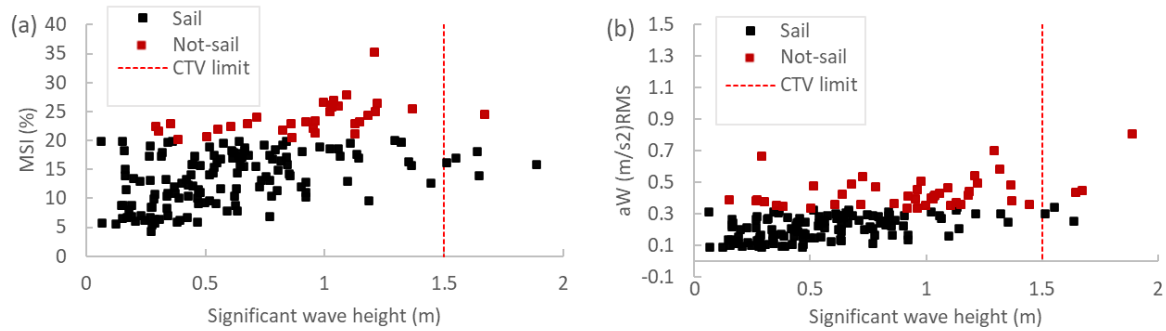 (a)
Sail
Not-sail
CTV limit
40
35
30
25
20
15
10
5
0
MSI (%)
0 0.5 1 1.5 2
Significant wave height (m)
(b)
Sail
Not-sail
CTV limit
1.5
1.3
1.1
0.9
0.7
0.5
0.3
0.1
-0.1
aW (m/s2)RMS
0 0.5 1 1.5 2
Significant wave height (m)